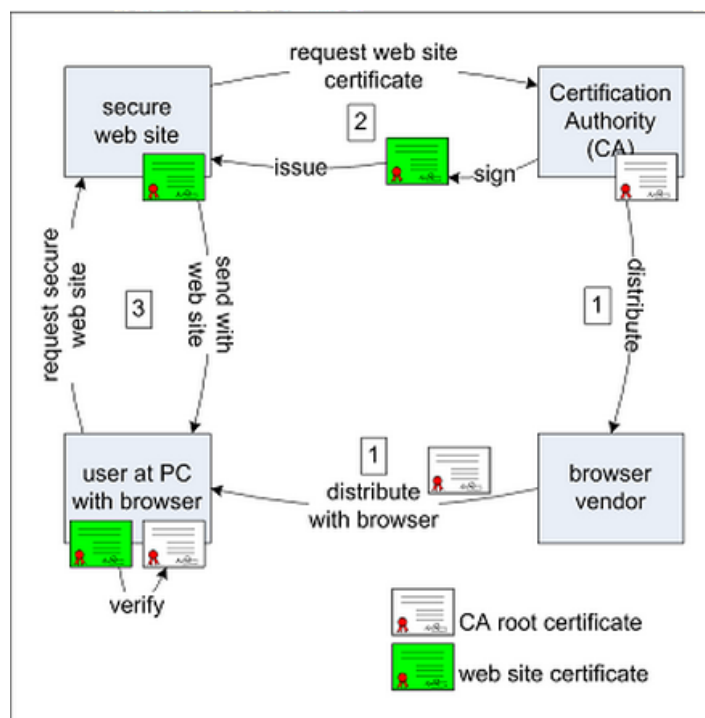 request web site
certificate
secure
web site
Certification
Authority
(CA)
2
issue
sign
request secure
web site
3
send with
web site
1
distribute
user at PC
with browser
1
distribute
with browser
browser
vendor
verify
CA root certificate
web site certificate